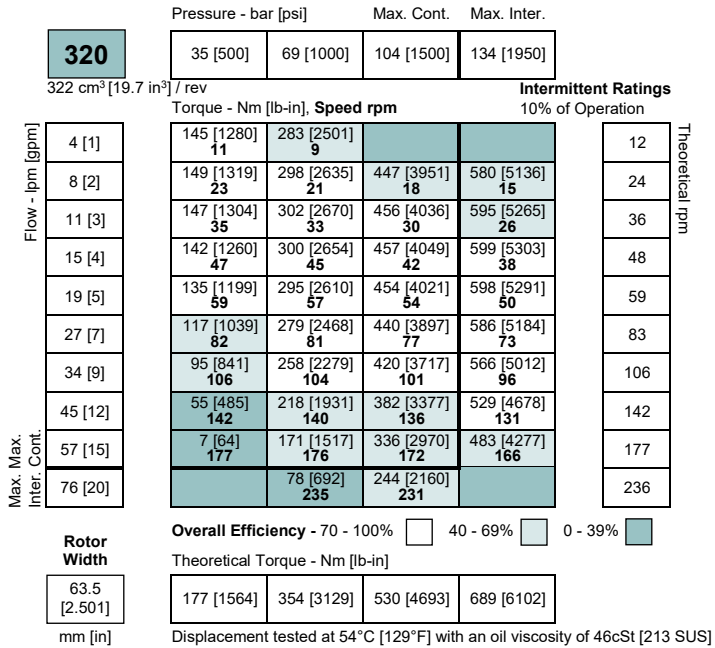 Pressure - bar [psi] Max. Cont. Max. Inter.
320 35 [500] 69 [1000] 104 [1500] 134 [1950]
322 cm³ [19.7 in³] / rev
Intermittent Ratings
Torque - Nm [lb-in], Speed rpm 10% of Operation
Flow - lpm [gpm]
Theoretical rpm
4 [1] 145 [1280] 283 [2501] 12
11 9
8 [2] 149 [1319] 298 [2635] 447 [3951] 580 [5136] 24
23 21 18 15
11 [3] 147 [1304] 302 [2670] 456 [4036] 595 [5265] 36
35 33 30 26
15 [4] 142 [1260] 300 [2654] 457 [4049] 599 [5303] 48
47 45 42 38
19 [5] 135 [1199] 295 [2610] 454 [4021] 598 [5291] 59
59 57 54 50
27 [7] 117 [1039] 279 [2468] 440 [3897] 586 [5184] 83
82 81 77 73
34 [9] 95 [841] 258 [2279] 420 [3717] 566 [5012] 106
106 104 101 96
45 [12] 55 [485] 218 [1931] 382 [3377] 529 [4678] 142
142 140 136 131
57 [15] 7 [64] 171 [1517] 336 [2970] 483 [4277] 177
177 176 172 166
76 [20] 78 [692] 244 [2160] 236
235 231
Max. Max.
Inter. Cont.
Overall Efficiency - 70 - 100% 40 - 69% 0 - 39%
Rotor
Width
Theoretical Torque - Nm [lb-in]
63.5
[2.501]
177 [1564] 354 [3129] 530 [4693] 689 [6102]
mm [in] Displacement tested at 54°C [129°F] with an oil viscosity of 46cSt [213 SUS]